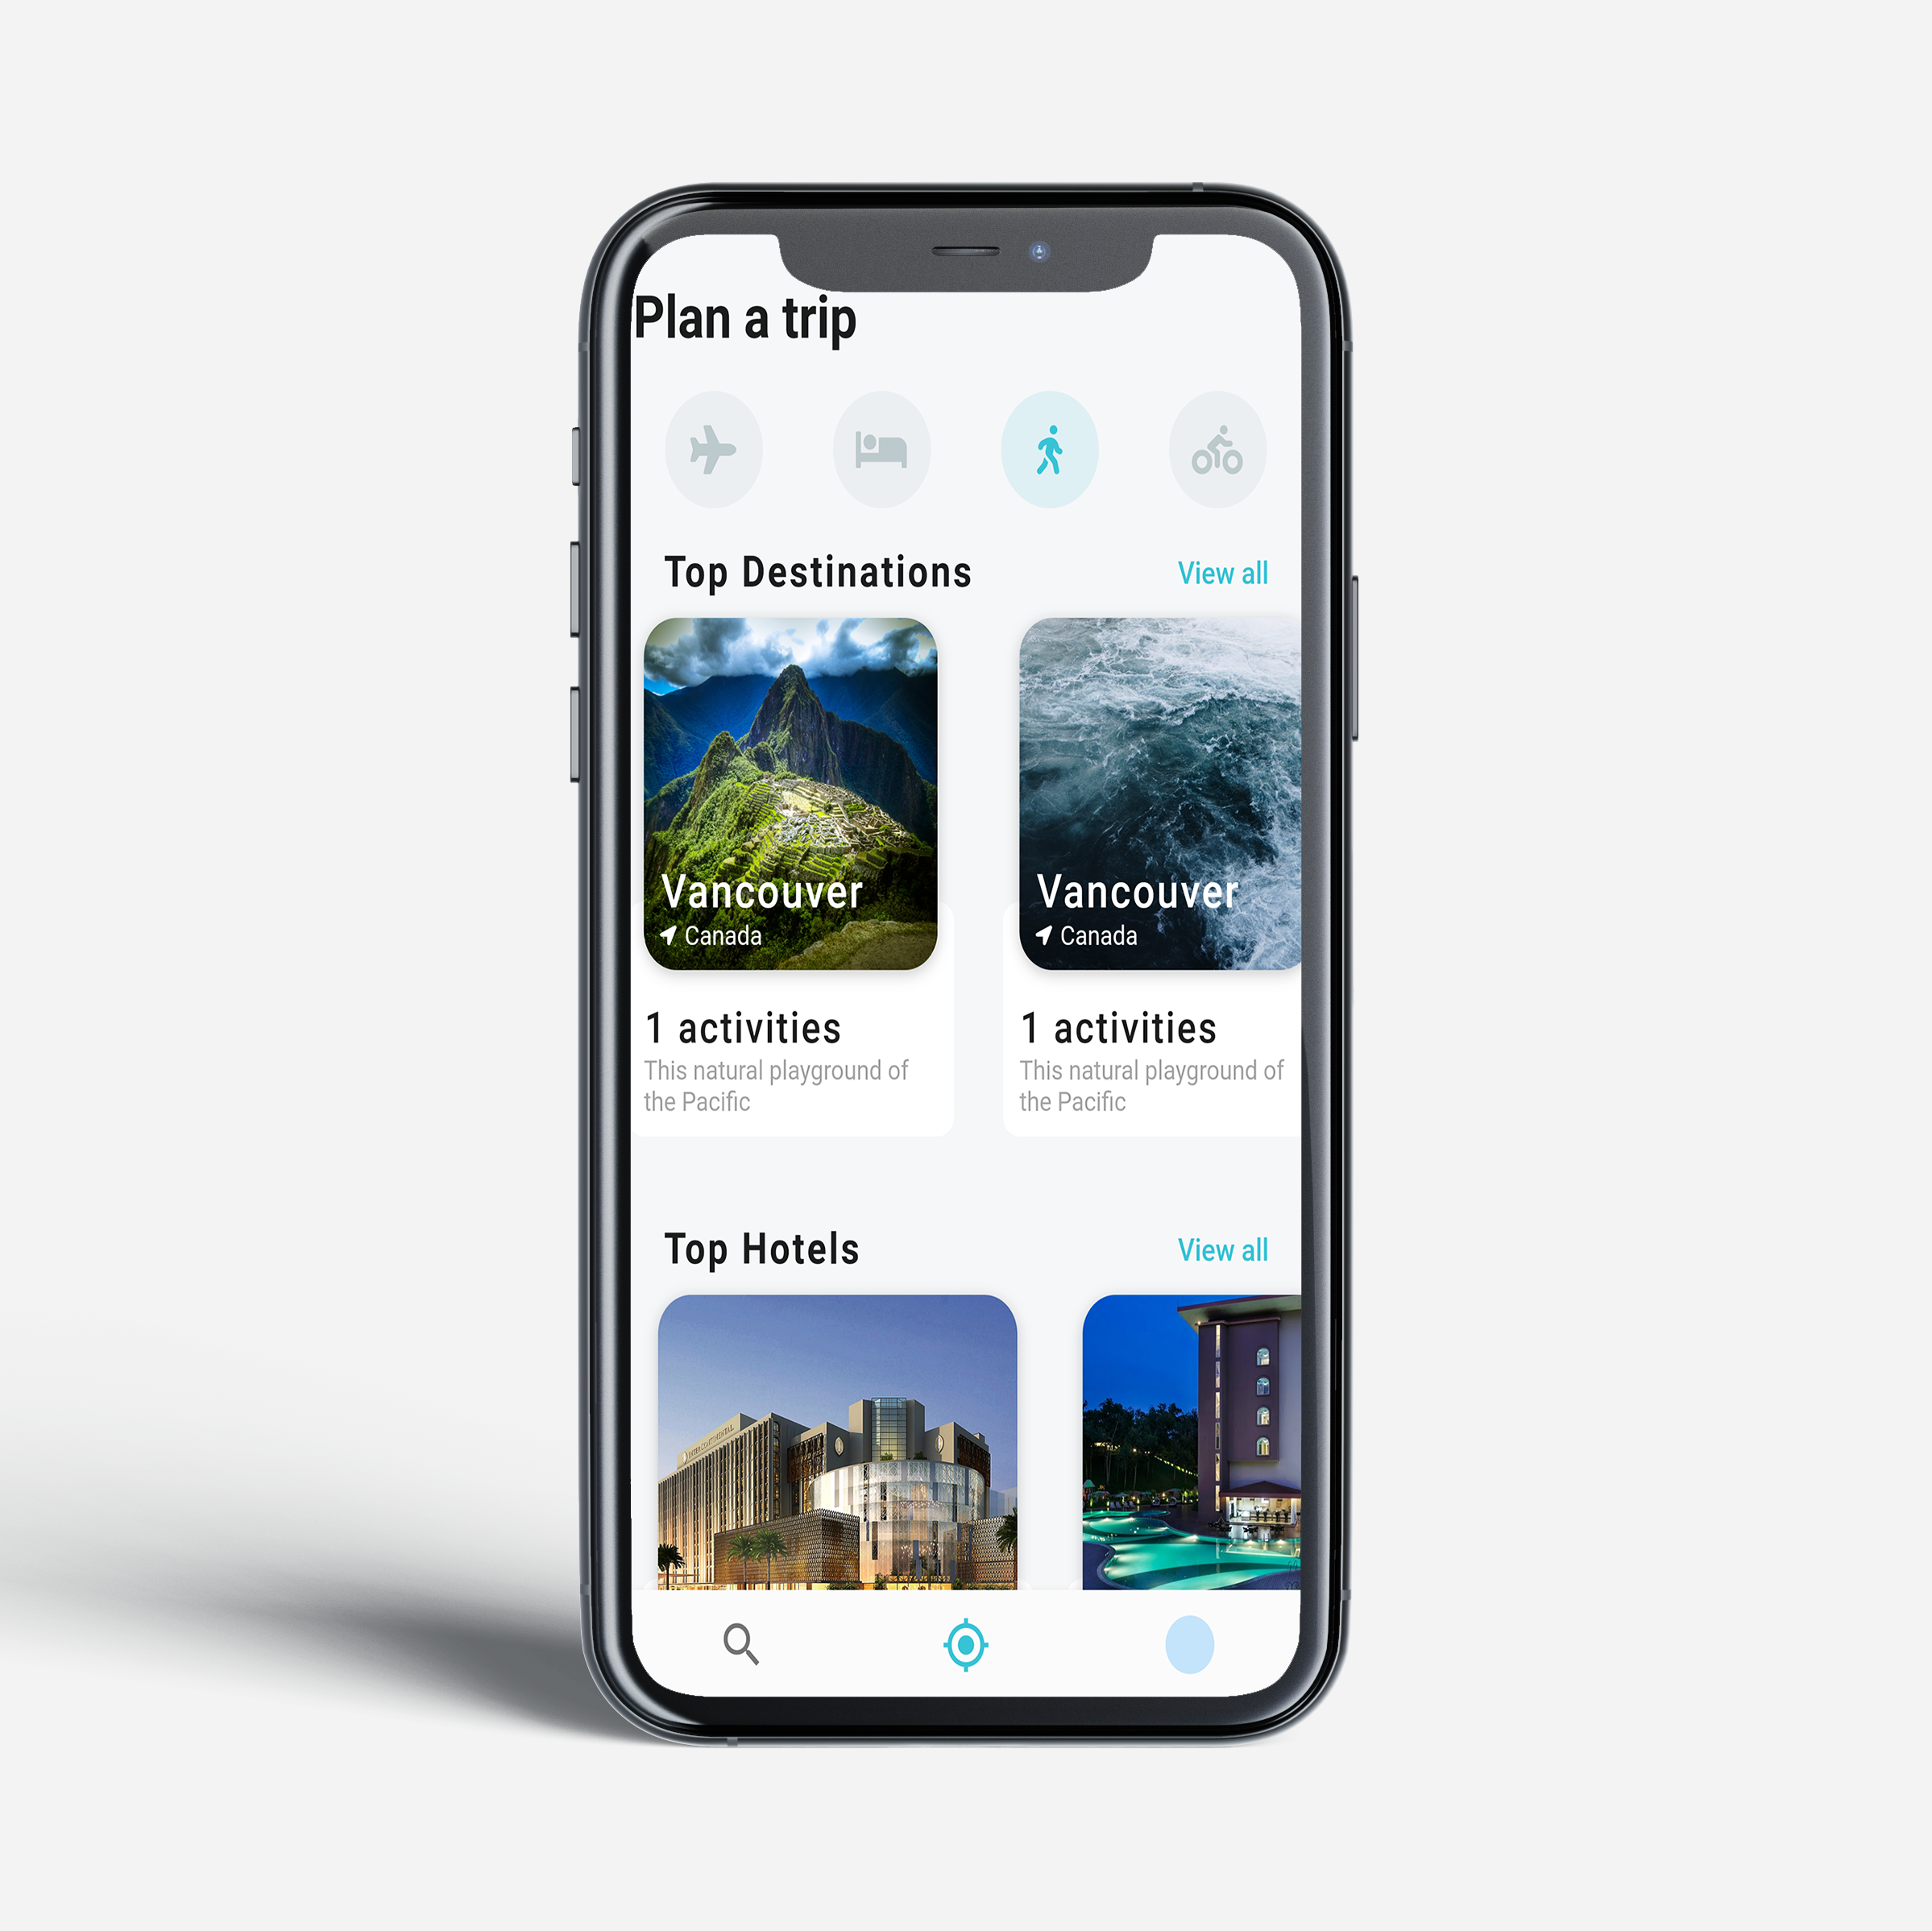 Plan a trip
Top Destinations
View all
Vancouver
Canada
Vancouver
Canada
1 activities
This natural playground of
the Pacific
1 activities
This natural playground of
the Pacific
Top Hotels
View all